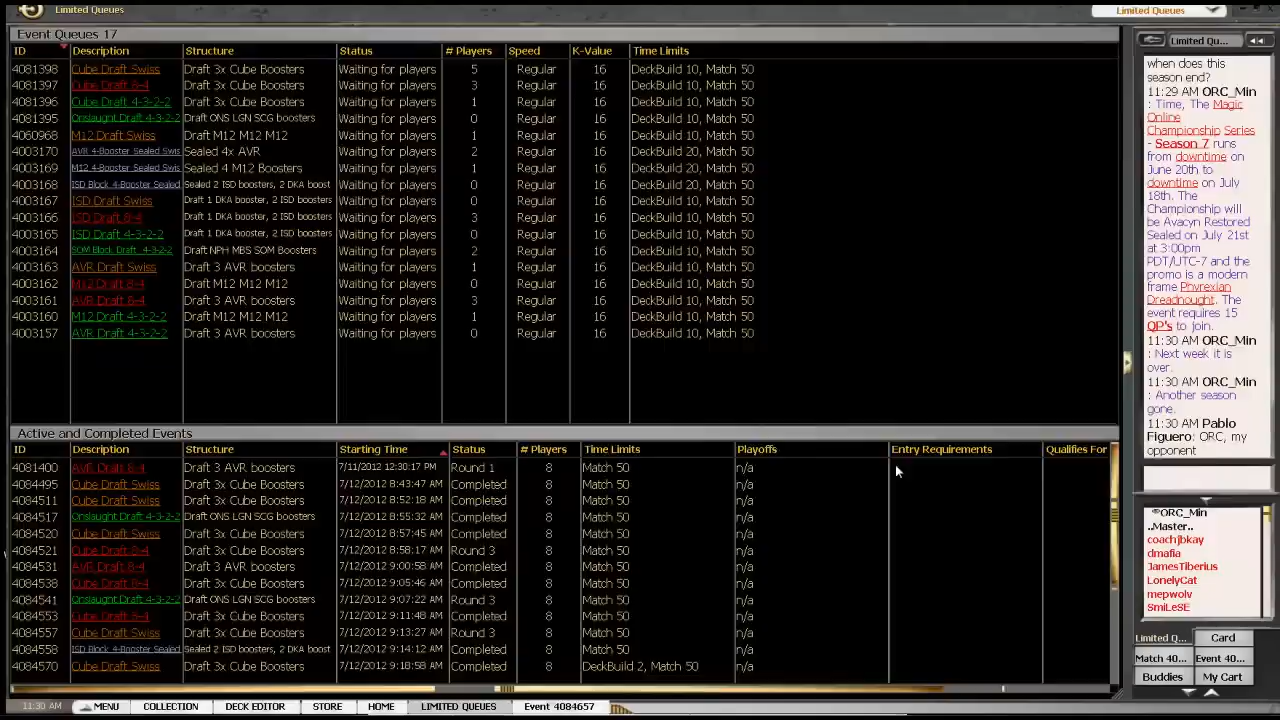 Limited Queues
Limited Queues
Event Queues 17
ID Description Structure Status # Players Speed K-Value Time Limits
4081398 Cube Draft Swiss Draft 3x Cube Boosters Waiting for players 5 Regular 16 DeckBuild 10, Match 50
4081397 Cube Draft 8-4 Draft 3x Cube Boosters Waiting for players 3 Regular 16 DeckBuild 10, Match 50
4081396 Cube Draft 4-3-2-2 Draft 3x Cube Boosters Waiting for players 1 Regular 16 DeckBuild 10, Match 50
4081395 Onslaught Draft 4-3-2-2 Draft ONS LGN SCG boosters Waiting for players 0 Regular 16 DeckBuild 10, Match 50
4060968 M12 Draft Swiss Draft M12 M12 M12 Waiting for players 1 Regular 16 DeckBuild 10, Match 50
4003170 AVR 4-Booster Sealed Swis Sealed 4x AVR Waiting for players 2 Regular 16 DeckBuild 20, Match 50
4003169 M12 4-Booster Sealed Swis Sealed 4 M12 Boosters Waiting for players 1 Regular 16 DeckBuild 20, Match 50
4003168 ISD Block 4-Booster Sealed Sealed 2 ISD boosters, 2 DKA boost Waiting for players 0 Regular 16 DeckBuild 20, Match 50
4003167 ISD Draft Swiss Draft 1 DKA booster, 2 ISD boosters Waiting for players 1 Regular 16 DeckBuild 10, Match 50
4003166 ISD Draft 8-4 Draft 1 DKA booster, 2 ISD boosters Waiting for players 3 Regular 16 DeckBuild 10, Match 50
4003165 ISD Draft 4-3-2-2 Draft 1 DKA booster, 2 ISD boosters Waiting for players 0 Regular 16 DeckBuild 10, Match 50
4003164 SOM Block Draft 4-3-2-2 Draft NPH MBS SOM Boosters Waiting for players 2 Regular 16 DeckBuild 10, Match 50
4003163 AVR Draft Swiss Draft 3 AVR boosters Waiting for players 1 Regular 16 DeckBuild 10, Match 50
4003162 M12 Draft 8-4 Draft M12 M12 M12 Waiting for players 0 Regular 16 DeckBuild 10, Match 50
4003161 AVR Draft 8-4 Draft 3 AVR boosters Waiting for players 3 Regular 16 DeckBuild 10, Match 50
4003160 M12 Draft 4-3-2-2 Draft M12 M12 M12 Waiting for players 1 Regular 16 DeckBuild 10, Match 50
4003157 AVR Draft 4-3-2-2 Draft 3 AVR boosters Waiting for players 0 Regular 16 DeckBuild 10, Match 50
Active and Completed Events
ID Description Structure Starting Time Status # Players Time Limits Playoffs Entry Requirements Qualifies For
4081400 AVR Draft 8-4 Draft 3 AVR boosters 7/11/2012 12:30:17 PM Round 1 8 Match 50 n/a
4084495 Cube Draft Swiss Draft 3x Cube Boosters 7/12/2012 8:43:47 AM Completed 8 Match 50 n/a
4084511 Cube Draft Swiss Draft 3x Cube Boosters 7/12/2012 8:52:18 AM Completed 8 Match 50 n/a
4084517 Onslaught Draft 4-3-2-2 Draft ONS LGN SCG boosters 7/12/2012 8:55:32 AM Completed 8 Match 50 n/a
4084520 Cube Draft Swiss Draft 3x Cube Boosters 7/12/2012 8:57:45 AM Completed 8 Match 50 n/a
4084521 Cube Draft 8-4 Draft 3x Cube Boosters 7/12/2012 8:58:17 AM Round 3 8 Match 50 n/a
4084531 AVR Draft 8-4 Draft 3 AVR boosters 7/12/2012 9:00:58 AM Completed 8 Match 50 n/a
4084538 Cube Draft 8-4 Draft 3x Cube Boosters 7/12/2012 9:05:46 AM Completed 8 Match 50 n/a
4084541 Onslaught Draft 4-3-2-2 Draft ONS LGN SCG boosters 7/12/2012 9:07:22 AM Round 3 8 Match 50 n/a
4084553 Cube Draft 8-4 Draft 3x Cube Boosters 7/12/2012 9:11:48 AM Completed 8 Match 50 n/a
4084557 Cube Draft Swiss Draft 3x Cube Boosters 7/12/2012 9:13:27 AM Round 3 8 Match 50 n/a
4084558 ISD Block 4-Booster Sealed Sealed 2 ISD boosters, 2 DKA boost 7/12/2012 9:14:12 AM Completed 8 Match 50 n/a
4084570 Cube Draft Swiss Draft 3x Cube Boosters 7/12/2012 9:18:58 AM Completed 8 DeckBuild 2, Match 50 n/a
Limited Qu...
when does this
season end?
11:29 AM ORC_Min
: Time, The Magic
Online
Championship Series
- Season 7 runs
from downtime on
June 20th to
downtime on July
18th. The
Championship will
be Avacyn Restored
Sealed on July 21st
at 3:00pm
PDT/UTC-7 and the
promo is a modern
frame Phyrexian
Dreadnought. The
event requires 15
QP's to join.
11:30 AM ORC_Min
: Next week it is
over.
11:30 AM ORC_Min
: Another season
gone.
11:30 AM Pablo
Figuero: ORC, my
opponent
*ORC_Min
..Master..
coachjbkay
dmafia
JamesTiberius
LonelyCat
mepwolv
SmiLeSE
Limited Q... Card
Match 40... Event 40...
Buddies My Cart
11:30 AM MENU COLLECTION DECK EDITOR STORE HOME LIMITED QUEUES Event 4084657